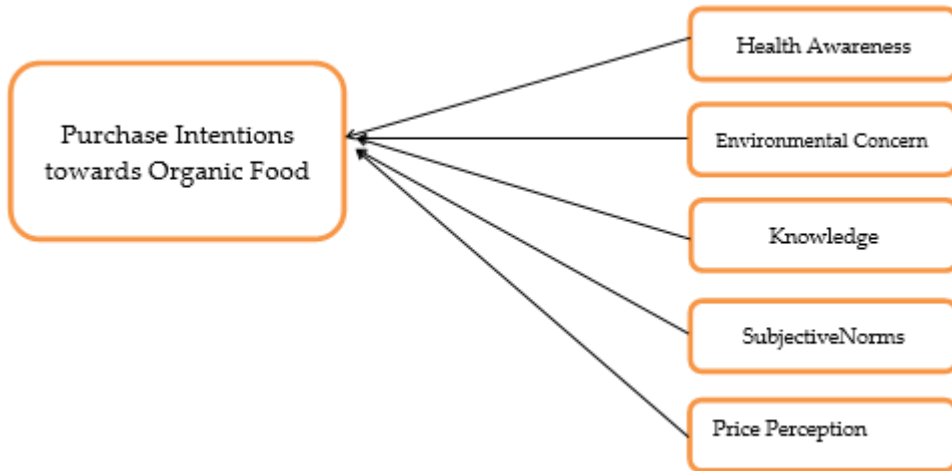 Purchase Intentions
towards Organic Food
Health Awareness
Environmental Concern
Knowledge
SubjectiveNorms
Price Perception